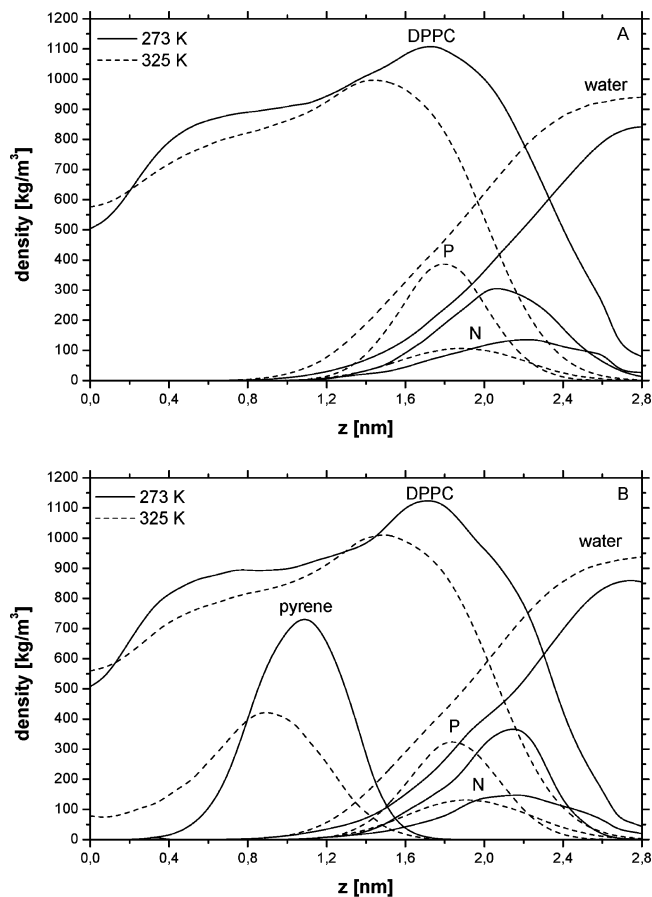 A
273 K
325 K
DPPC
water
P
N
1200
1100
1000
900
800
700
600
500
400
300
200
100
0
density [kg/m³]
0,0 0,4 0,8 1,2 1,6 2,0 2,4 2,8
z [nm]
B
273 K
325 K
DPPC
water
pyrene
P
N
1200
1100
1000
900
800
700
600
500
400
300
200
100
0
density [kg/m³]
0,0 0,4 0,8 1,2 1,6 2,0 2,4 2,8
z [nm]